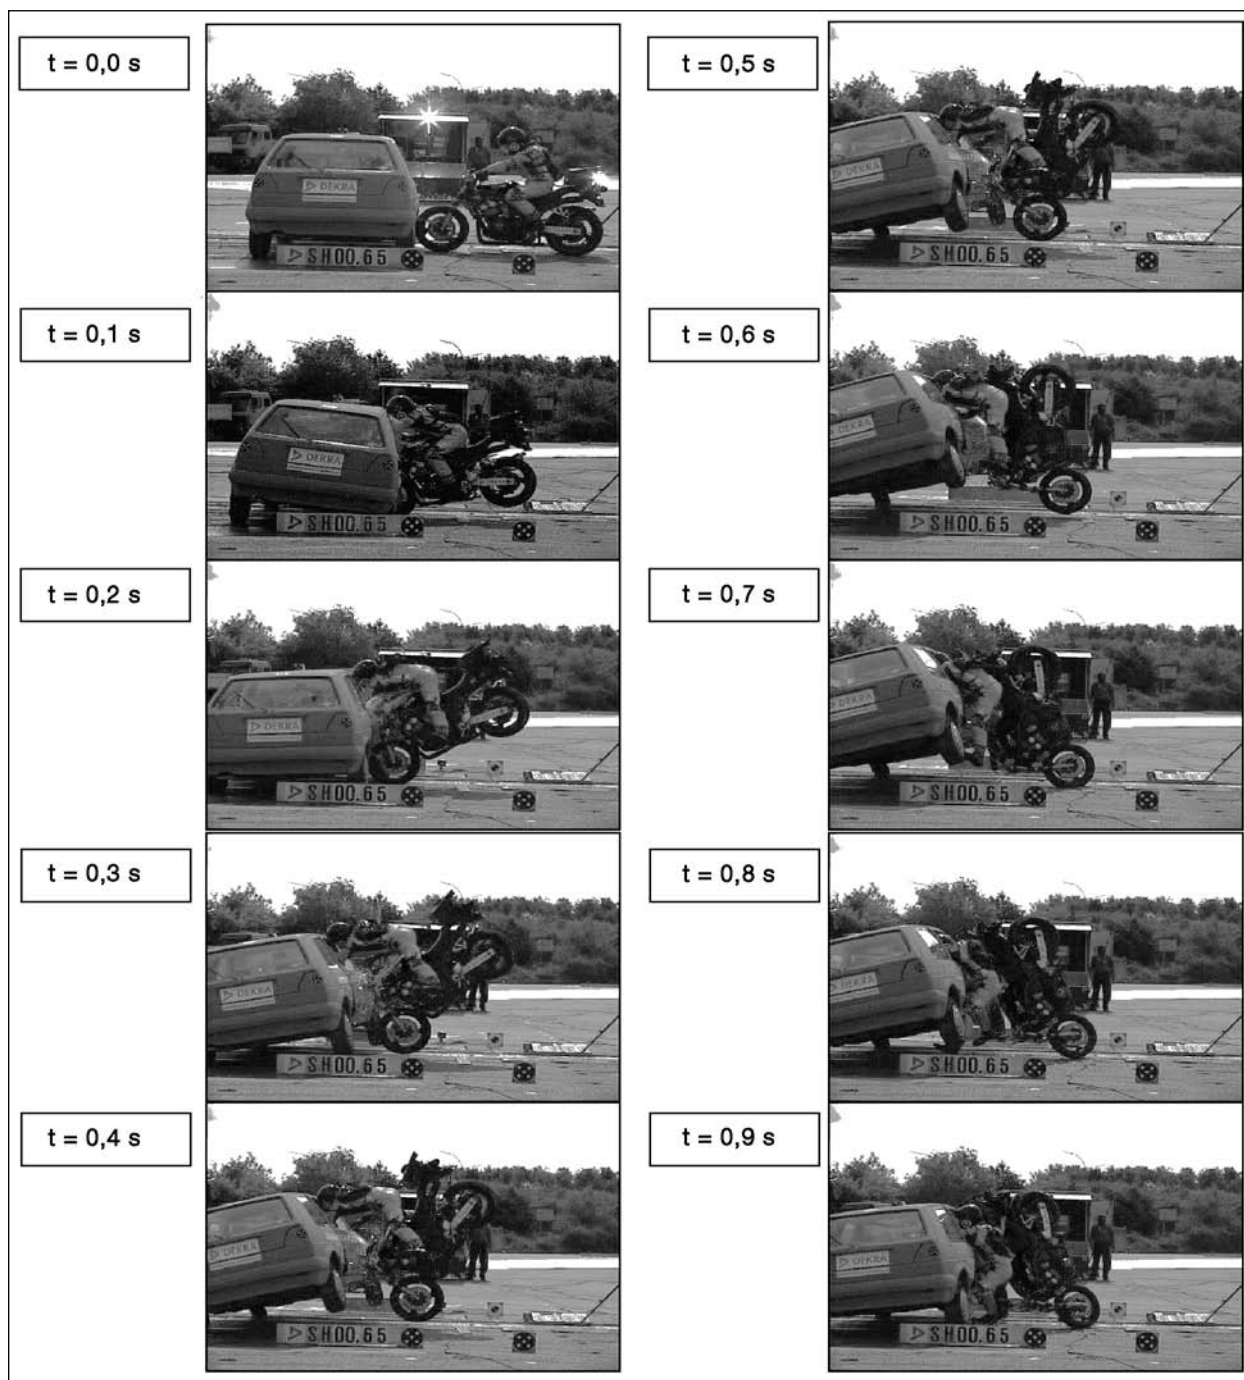 t = 0,0 s
DEKRA
SH00.65
t = 0,1 s
DEKRA
SH00.65
t = 0,2 s
DEKRA
SH00.65
t = 0,3 s
DEKRA
SH00.65
t = 0,4 s
DEKRA
SH00.65
t = 0,5 s
DEKRA
SH00.65
t = 0,6 s
DEKRA
SH00.65
t = 0,7 s
DEKRA
SH00.65
t = 0,8 s
DEKRA
SH00.65
t = 0,9 s
DEKRA
SH00.65